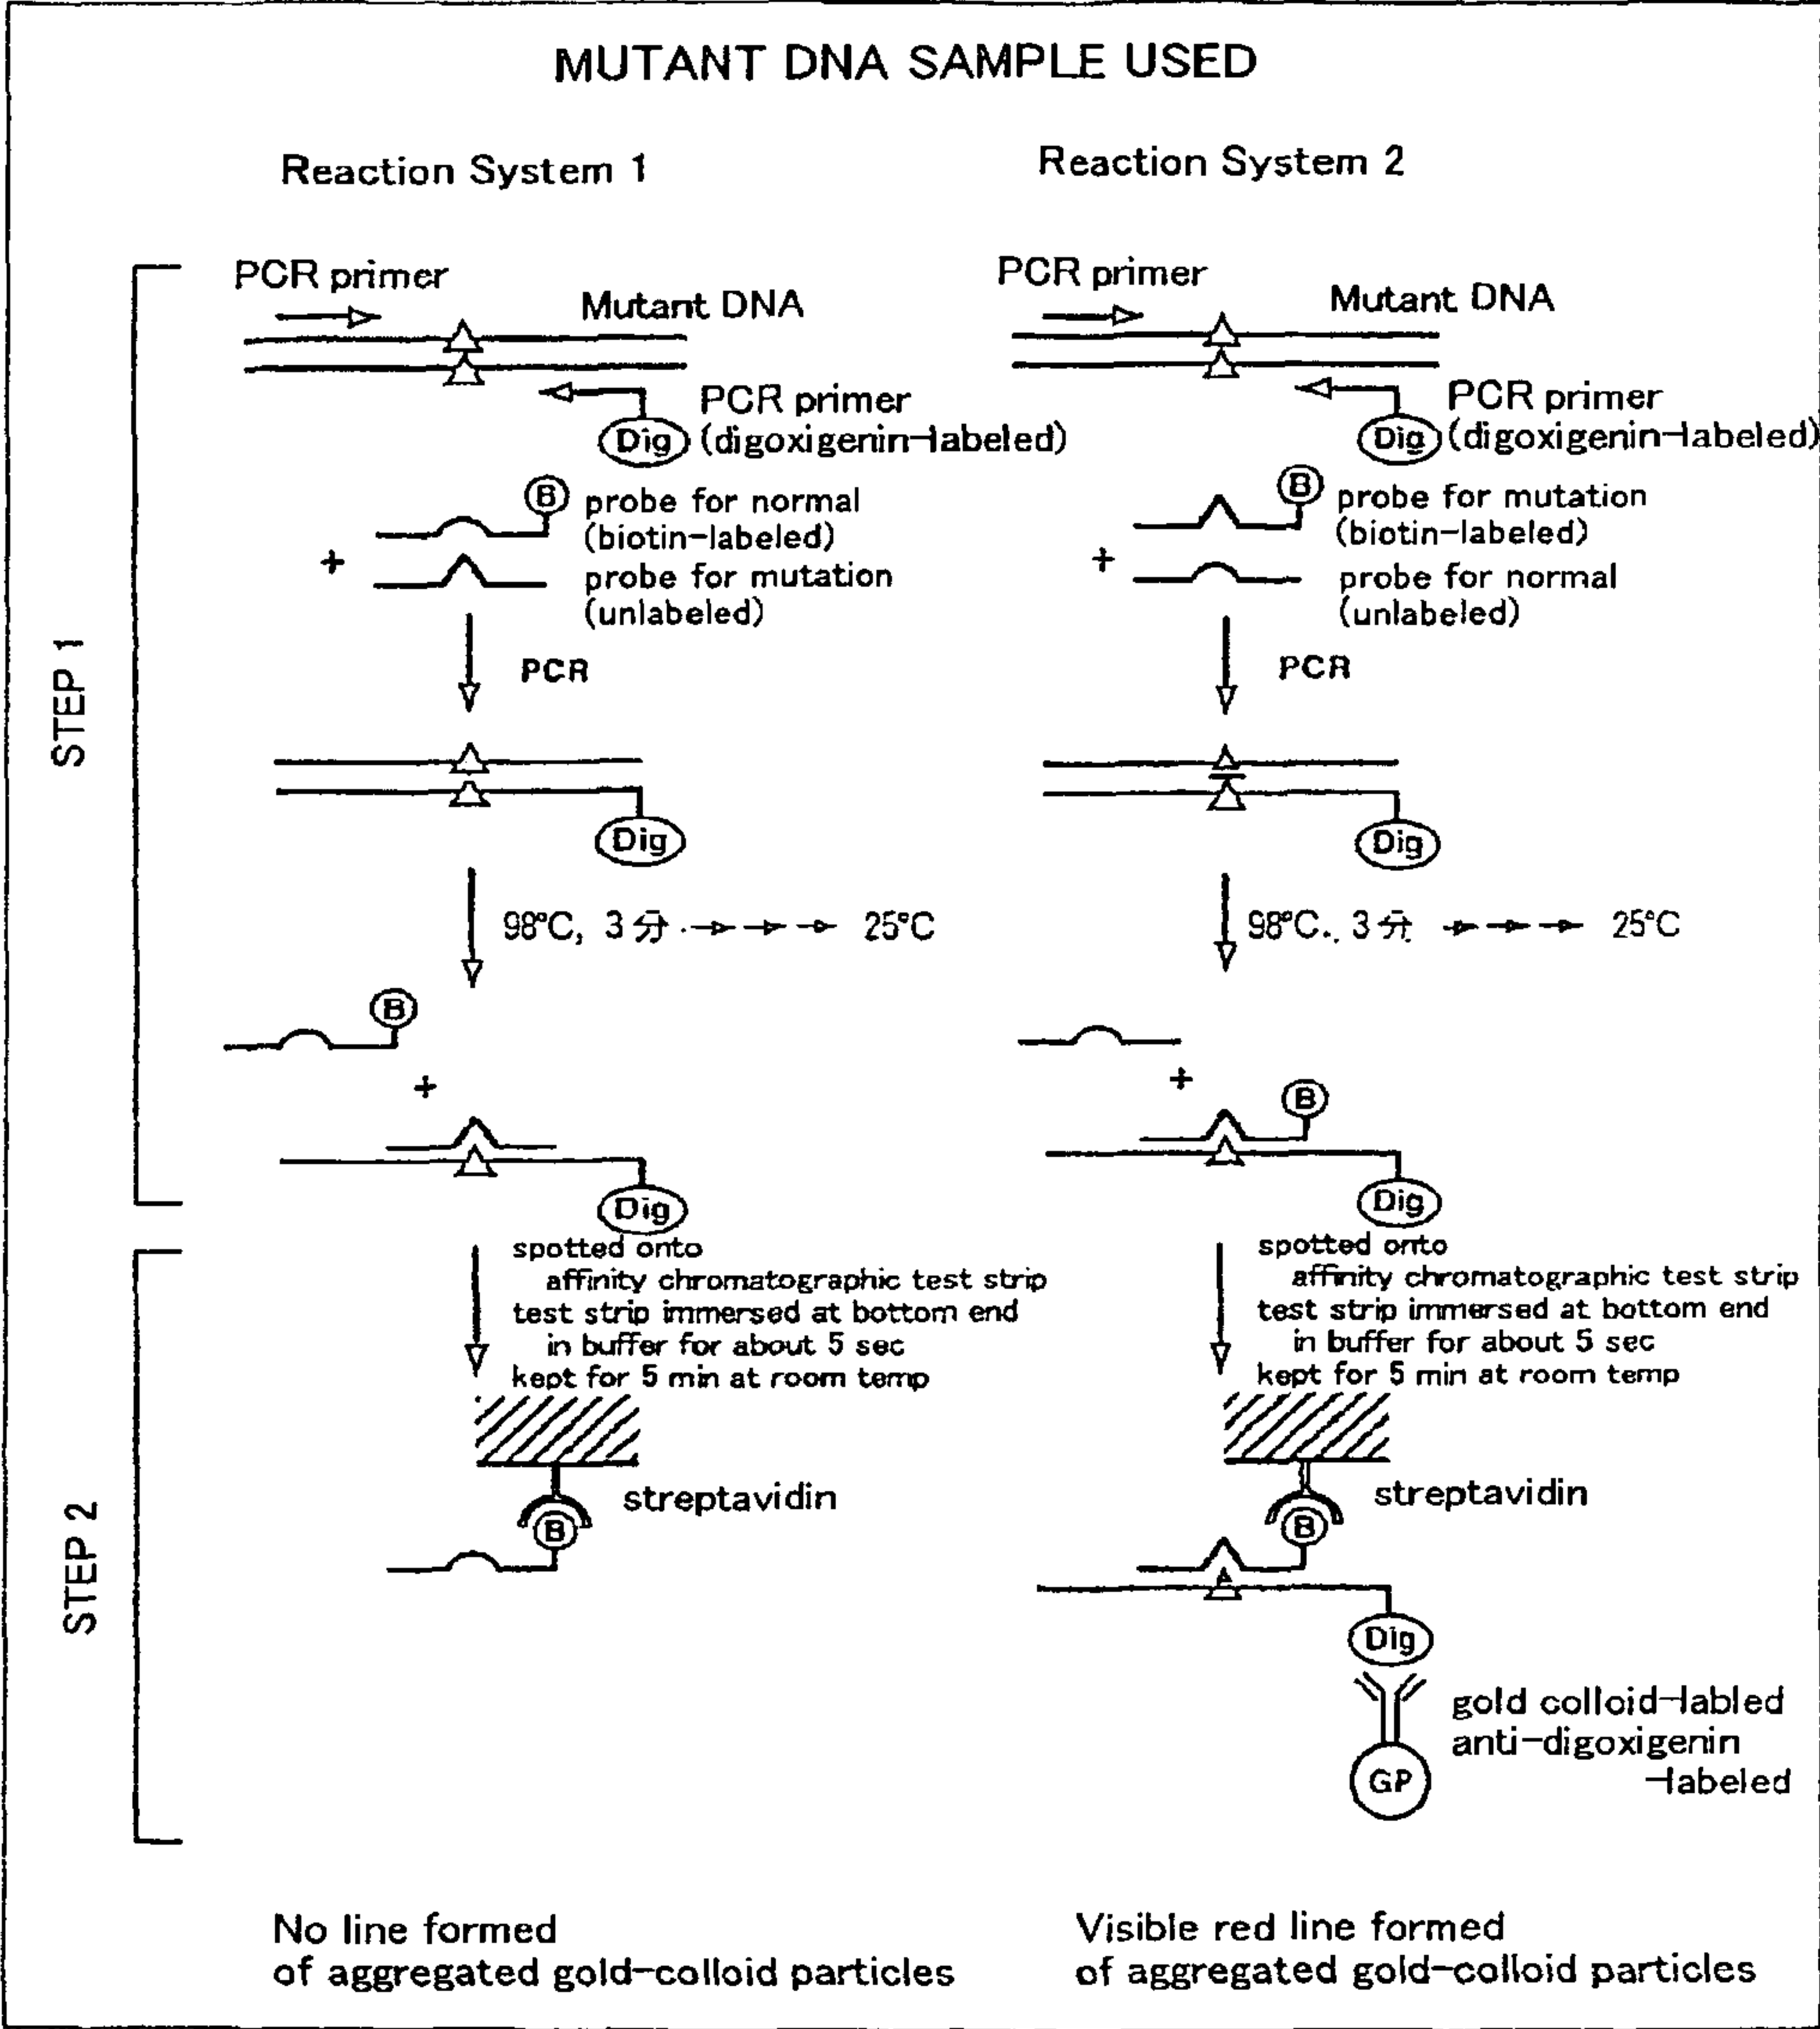 MUTANT DNA SAMPLE USED
Reaction System 1
Reaction System 2
STEP 1
PCR primer
Mutant DNA
PCR primer
Dig (digoxigenin-labeled)
B probe for normal
(biotin-labeled)
+
probe for mutation
(unlabeled)
PCR
Dig
98°C, 3分 25°C
B
+
Dig
PCR primer
Mutant DNA
PCR primer
Dig (digoxigenin-labeled)
B probe for mutation
(biotin-labeled)
+
probe for normal
(unlabeled)
PCR
Dig
98°C., 3分 25°C
+
B
Dig
STEP 2
spotted onto
affinity chromatographic test strip
test strip immersed at bottom end
in buffer for about 5 sec
kept for 5 min at room temp
streptavidin
B
spotted onto
affinity chromatographic test strip
test strip immersed at bottom end
in buffer for about 5 sec
kept for 5 min at room temp
streptavidin
B
Dig
gold colloid-labled
anti-digoxigenin
-labeled
GP
No line formed
of aggregated gold-colloid particles
Visible red line formed
of aggregated gold-colloid particles